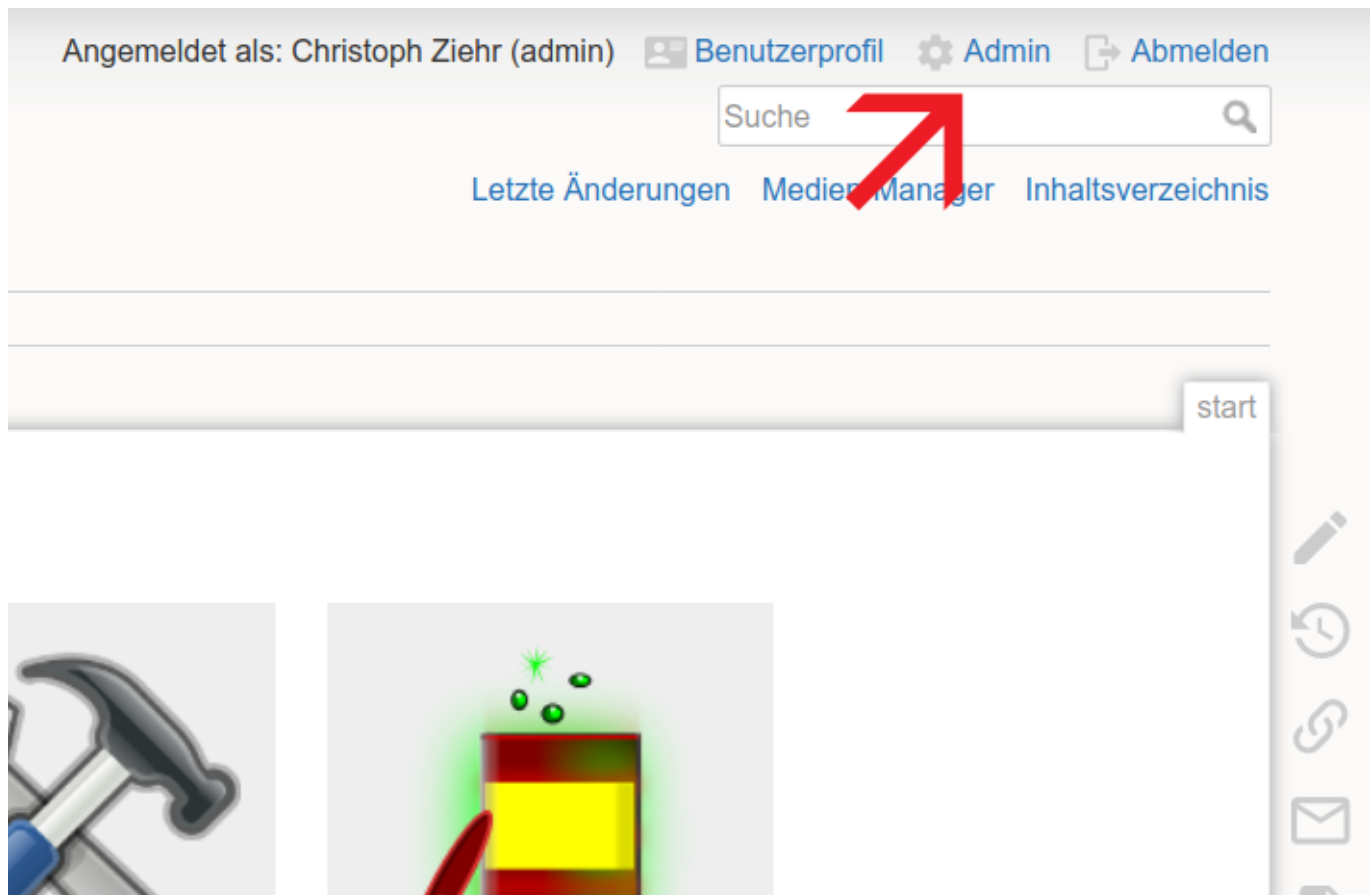 Angemeldet als: Christoph Ziehr (admin) Benutzerprofil Admin Abmelden
Suche
Letzte Änderungen Medien-Manager Inhaltsverzeichnis
start